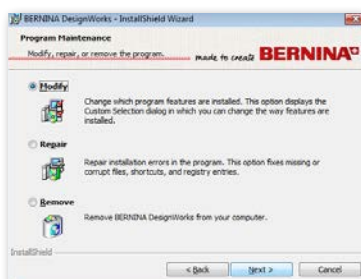 BERNINA DesignWorks - InstallShield Wizard
Program Maintenance
Modify, repair, or remove the program.
made to create BERNINA
Modify
Change which program features are installed. This option displays the
Custom Selection dialog in which you can change the way features are
installed.
Repair
Repair installation errors in the program. This option fixes missing or
corrupt files, shortcuts, and registry entries.
Remove
Remove BERNINA DesignWorks from your computer.
InstallShield
< Back Next > Cancel